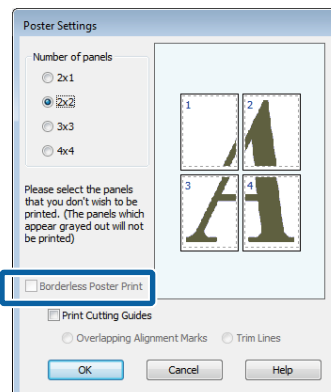 Poster Settings
Number of panels
2x1
2x2
3x3
4x4
1
2
3
4
Please select the panels
that you don't wish to be
printed. (The panels which
appear grayed out will not
be printed)
Borderless Poster Print
Print Cutting Guides
Overlapping Alignment Marks
Trim Lines
OK
Cancel
Help